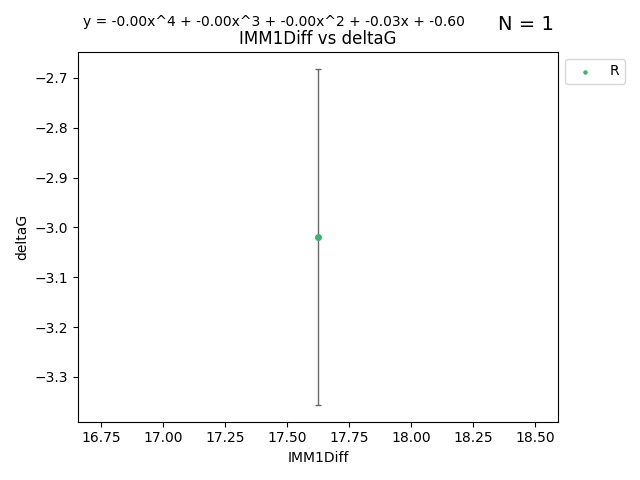 y = -0.00x^4 + -0.00x^3 + -0.00x^2 + -0.03x + -0.60
N = 1
IMM1Diff vs deltaG
R
deltaG
−2.7
−2.8
−2.9
−3.0
−3.1
−3.2
−3.3
16.75 17.00 17.25 17.50 17.75 18.00 18.25 18.50
IMM1Diff